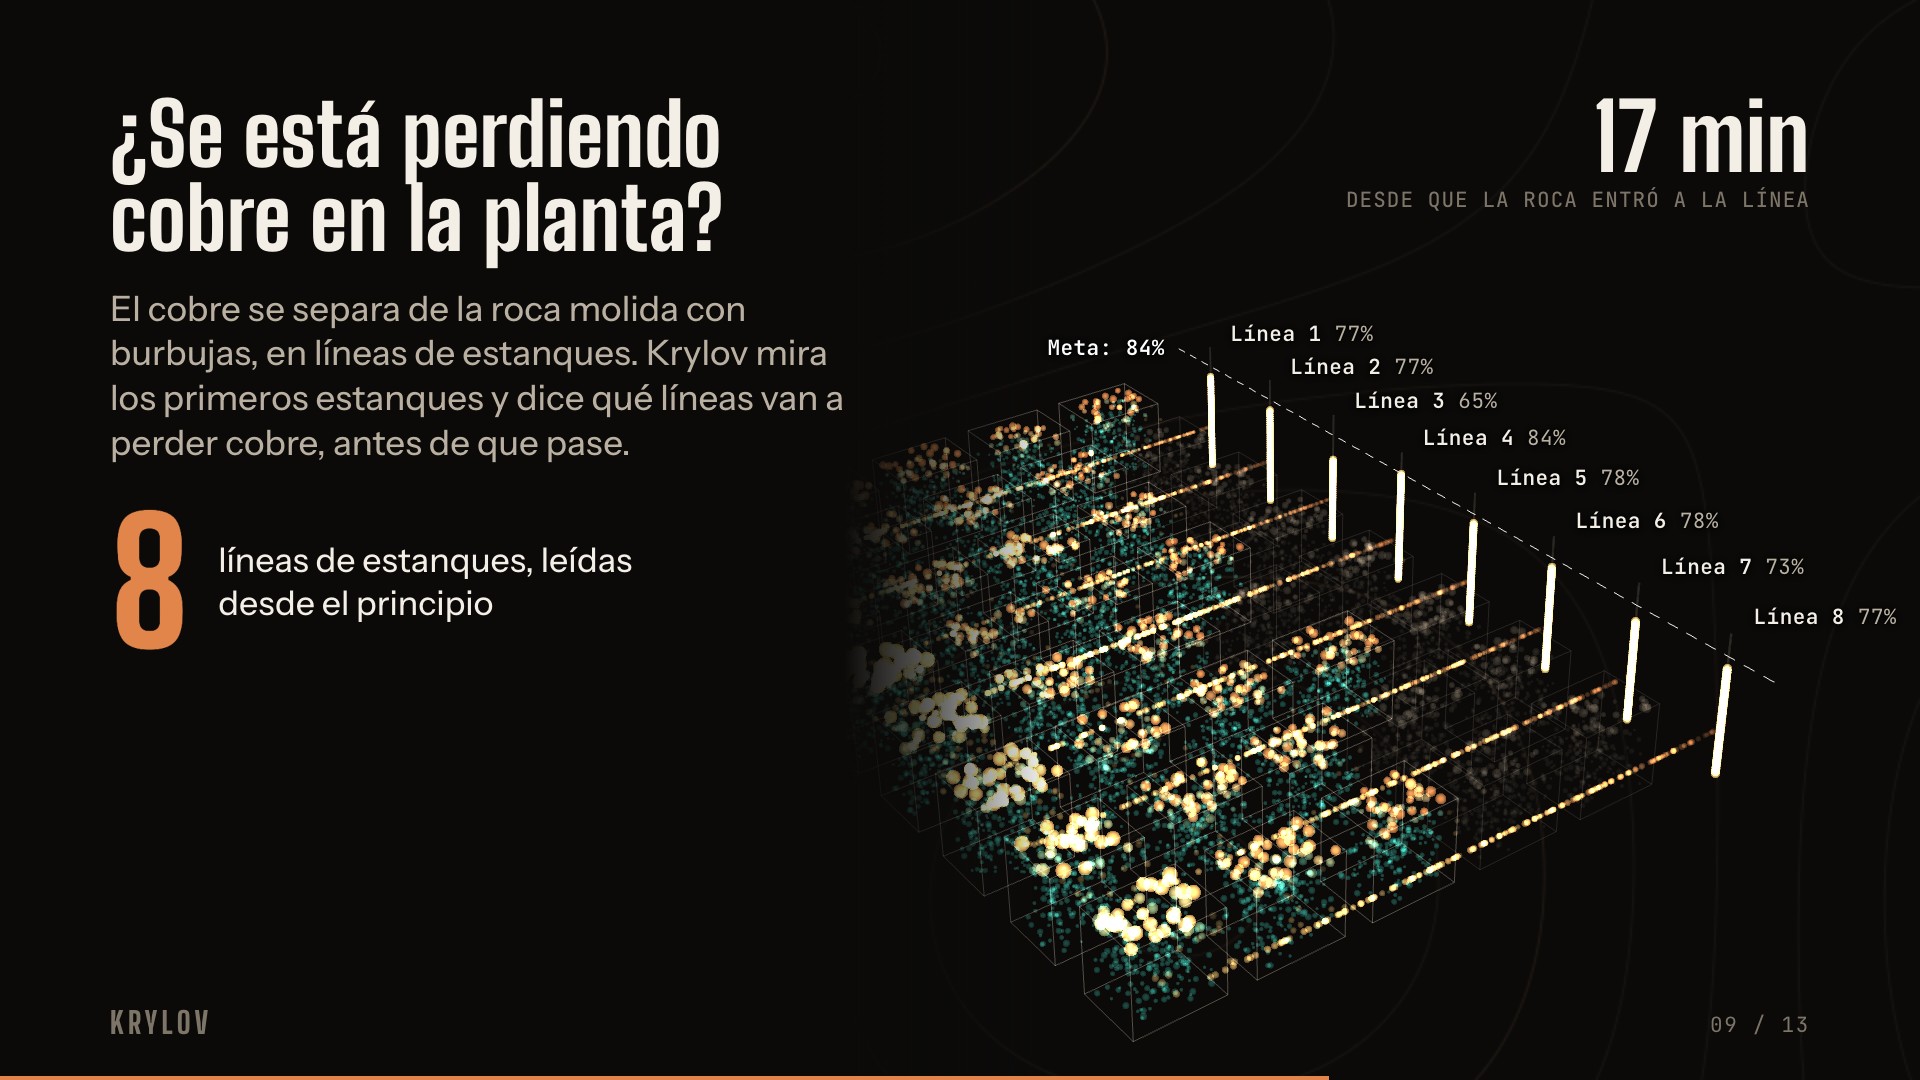 ¿Se está perdiendo
cobre en la planta?
El cobre se separa de la roca molida con
burbujas, en líneas de estanques. Krylov mira
los primeros estanques y dice qué líneas van a
perder cobre, antes de que pase.
8
líneas de estanques, leídas
desde el principio
17 min
DESDE QUE LA ROCA ENTRÓ A LA LÍNEA
Meta: 84%
Línea 1 77%
Línea 2 77%
Línea 3 65%
Línea 4 84%
Línea 5 78%
Línea 6 78%
Línea 7 73%
Línea 8 77%
KRYLOV
09 / 13